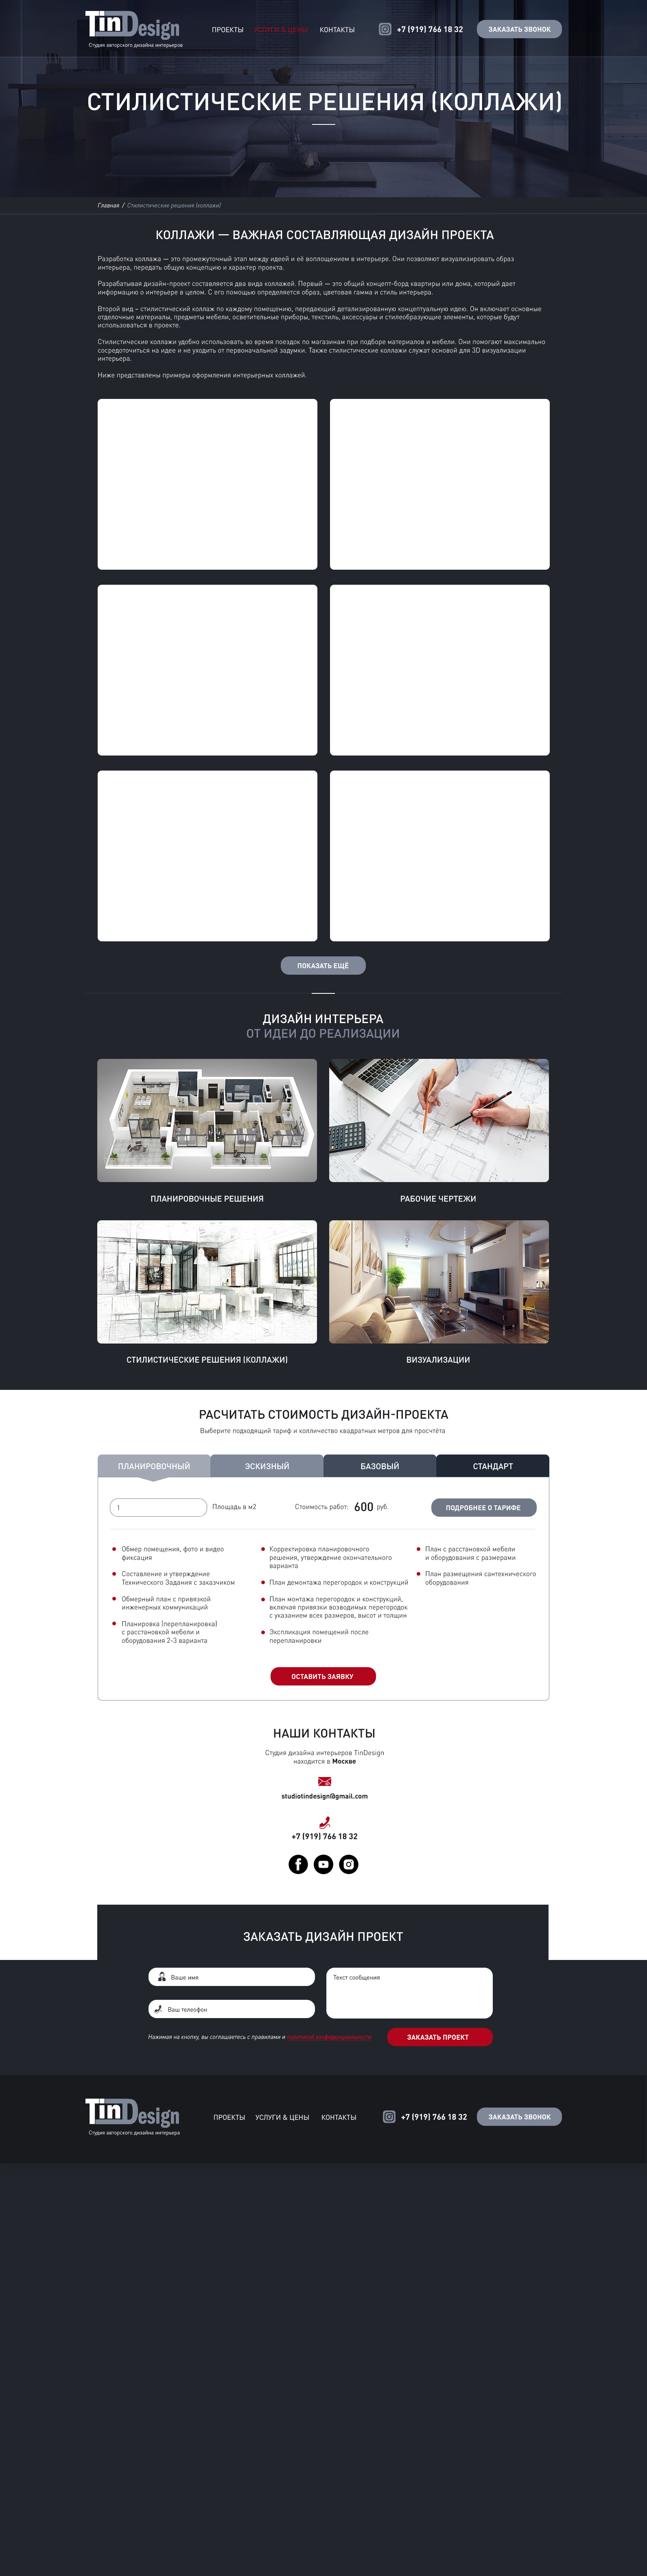 TinDesign
Студия авторского дизайна интерьеров
ПРОЕКТЫ УСЛУГИ & ЦЕНЫ КОНТАКТЫ
+7 (919) 766 18 32
ЗАКАЗАТЬ ЗВОНОК
СТИЛИСТИЧЕСКИЕ РЕШЕНИЯ (КОЛЛАЖИ)
Главная / Стилистические решения (коллажи)
КОЛЛАЖИ — ВАЖНАЯ СОСТАВЛЯЮЩАЯ ДИЗАЙН ПРОЕКТА
Разработка коллажа — это промежуточный этап между идеей и её воплощением в интерьере. Они позволяют визуализировать образ
интерьера, передать общую концепцию и характер проекта.
Разрабатывая дизайн-проект составляется два вида коллажей. Первый — это общий концепт-борд квартиры или дома, который дает
информацию о интерьере в целом. С его помощью определяется образ, цветовая гамма и стиль интерьера.
Второй вид – стилистический коллаж по каждому помещению, передающий детализированную концептуальную идею. Он включает основные
отделочные материалы, предметы мебели, осветительные приборы, текстиль, аксессуары и стилеобразующие элементы, которые будут
использоваться в проекте.
Стилистические коллажи удобно использовать во время поездок по магазинам при подборе материалов и мебели. Они помогают максимально
сосредоточиться на идее и не уходить от первоначальной задумки. Также стилистические коллажи служат основой для 3D визуализации
интерьера.
Ниже представлены примеры оформления интерьерных коллажей.
ПОКАЗАТЬ ЕЩЁ
ДИЗАЙН ИНТЕРЬЕРА
ОТ ИДЕИ ДО РЕАЛИЗАЦИИ
ПЛАНИРОВОЧНЫЕ РЕШЕНИЯ
РАБОЧИЕ ЧЕРТЕЖИ
СТИЛИСТИЧЕСКИЕ РЕШЕНИЯ (КОЛЛАЖИ)
ВИЗУАЛИЗАЦИИ
РАСЧИТАТЬ СТОИМОСТЬ ДИЗАЙН-ПРОЕКТА
Выберите подходящий тариф и колличество квадратных метров для просчтёта
ПЛАНИРОВОЧНЫЙ
ЭСКИЗНЫЙ
БАЗОВЫЙ
СТАНДАРТ
1
Площадь в м2
Стоимость работ: 600 руб.
ПОДРОБНЕЕ О ТАРИФЕ
Обмер помещения, фото и видео
фиксация
Составление и утверждение
Технического Задания с заказчиком
Обмерный план с привязкой
инженерных коммуникаций
Планировка (перепланировка)
с расстановкой мебели и
оборудования 2-3 варианта
Корректировка планировочного
решения, утверждение окончательного
варианта
План демонтажа перегородок и конструкций
План монтажа перегородок и конструкций,
включая привязки возводимых перегородок
с указанием всех размеров, высот и толщин
Экспликация помещений после
перепланировки
План с расстановкой мебели
и оборудования с размерами
План размещения сантехнического
оборудования
ОСТАВИТЬ ЗАЯВКУ
НАШИ КОНТАКТЫ
Студия дизайна интерьеров TinDesign
находится в Москве
studiotindesign@gmail.com
+7 (919) 766 18 32
ЗАКАЗАТЬ ДИЗАЙН ПРОЕКТ
Ваше имя
Текст сообщения
Ваш телеофон
Нажимая на кнопку, вы соглашаетесь с правилами и политикой конфиденциальности
ЗАКАЗАТЬ ПРОЕКТ
TinDesign
Студия авторского дизайна интерьера
ПРОЕКТЫ УСЛУГИ & ЦЕНЫ КОНТАКТЫ
+7 (919) 766 18 32
ЗАКАЗАТЬ ЗВОНОК